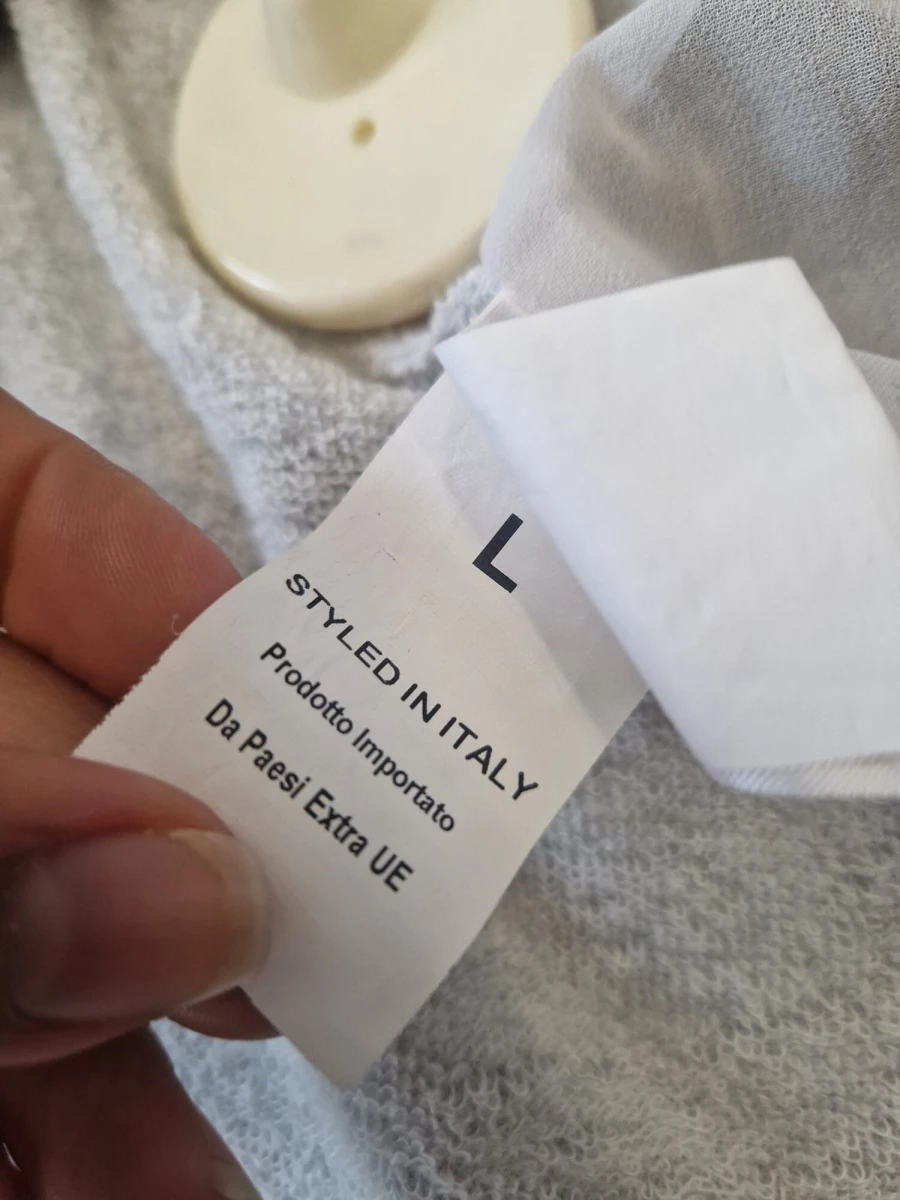 L
STYLED IN ITALY
Prodotto Importato
Da Paesi Extra UE